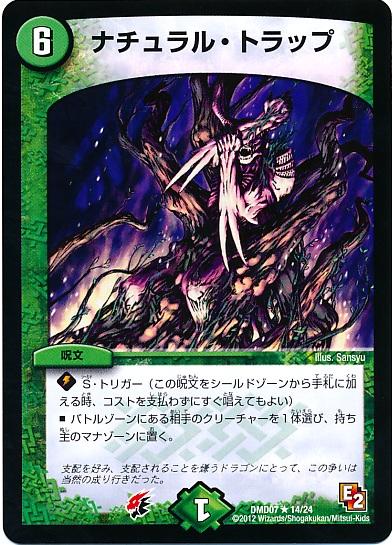 6
ナチュラル・トラップ
呪文
Illus. Sansyu
S・トリガー（この呪文をシールドゾーンから手札に加
える時、コストを支払わずにすぐ唱えてもよい）
■ バトルゾーンにある相手のクリーチャーを1体選び、持ち
主のマナゾーンに置く。
支配を好み、支配されることを嫌うドラゴンにとって、この争いは
当然の成り行きだった。
1
DMD07 ★ 14/24
©2012 Wizards/Shogakukan/Mitsui-Kids
E2